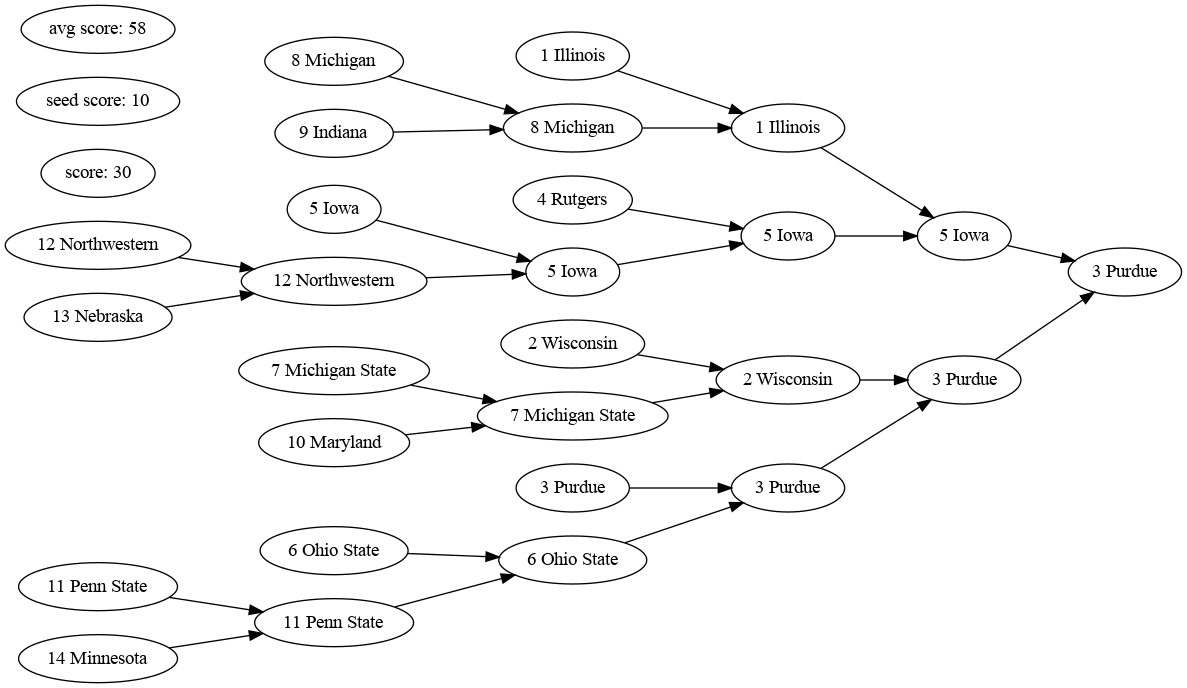 avg score: 58
seed score: 10
score: 30
12 Northwestern
13 Nebraska
11 Penn State
14 Minnesota
8 Michigan
9 Indiana
5 Iowa
12 Northwestern
7 Michigan State
10 Maryland
6 Ohio State
11 Penn State
1 Illinois
8 Michigan
4 Rutgers
5 Iowa
2 Wisconsin
7 Michigan State
3 Purdue
6 Ohio State
1 Illinois
5 Iowa
2 Wisconsin
3 Purdue
5 Iowa
3 Purdue
3 Purdue